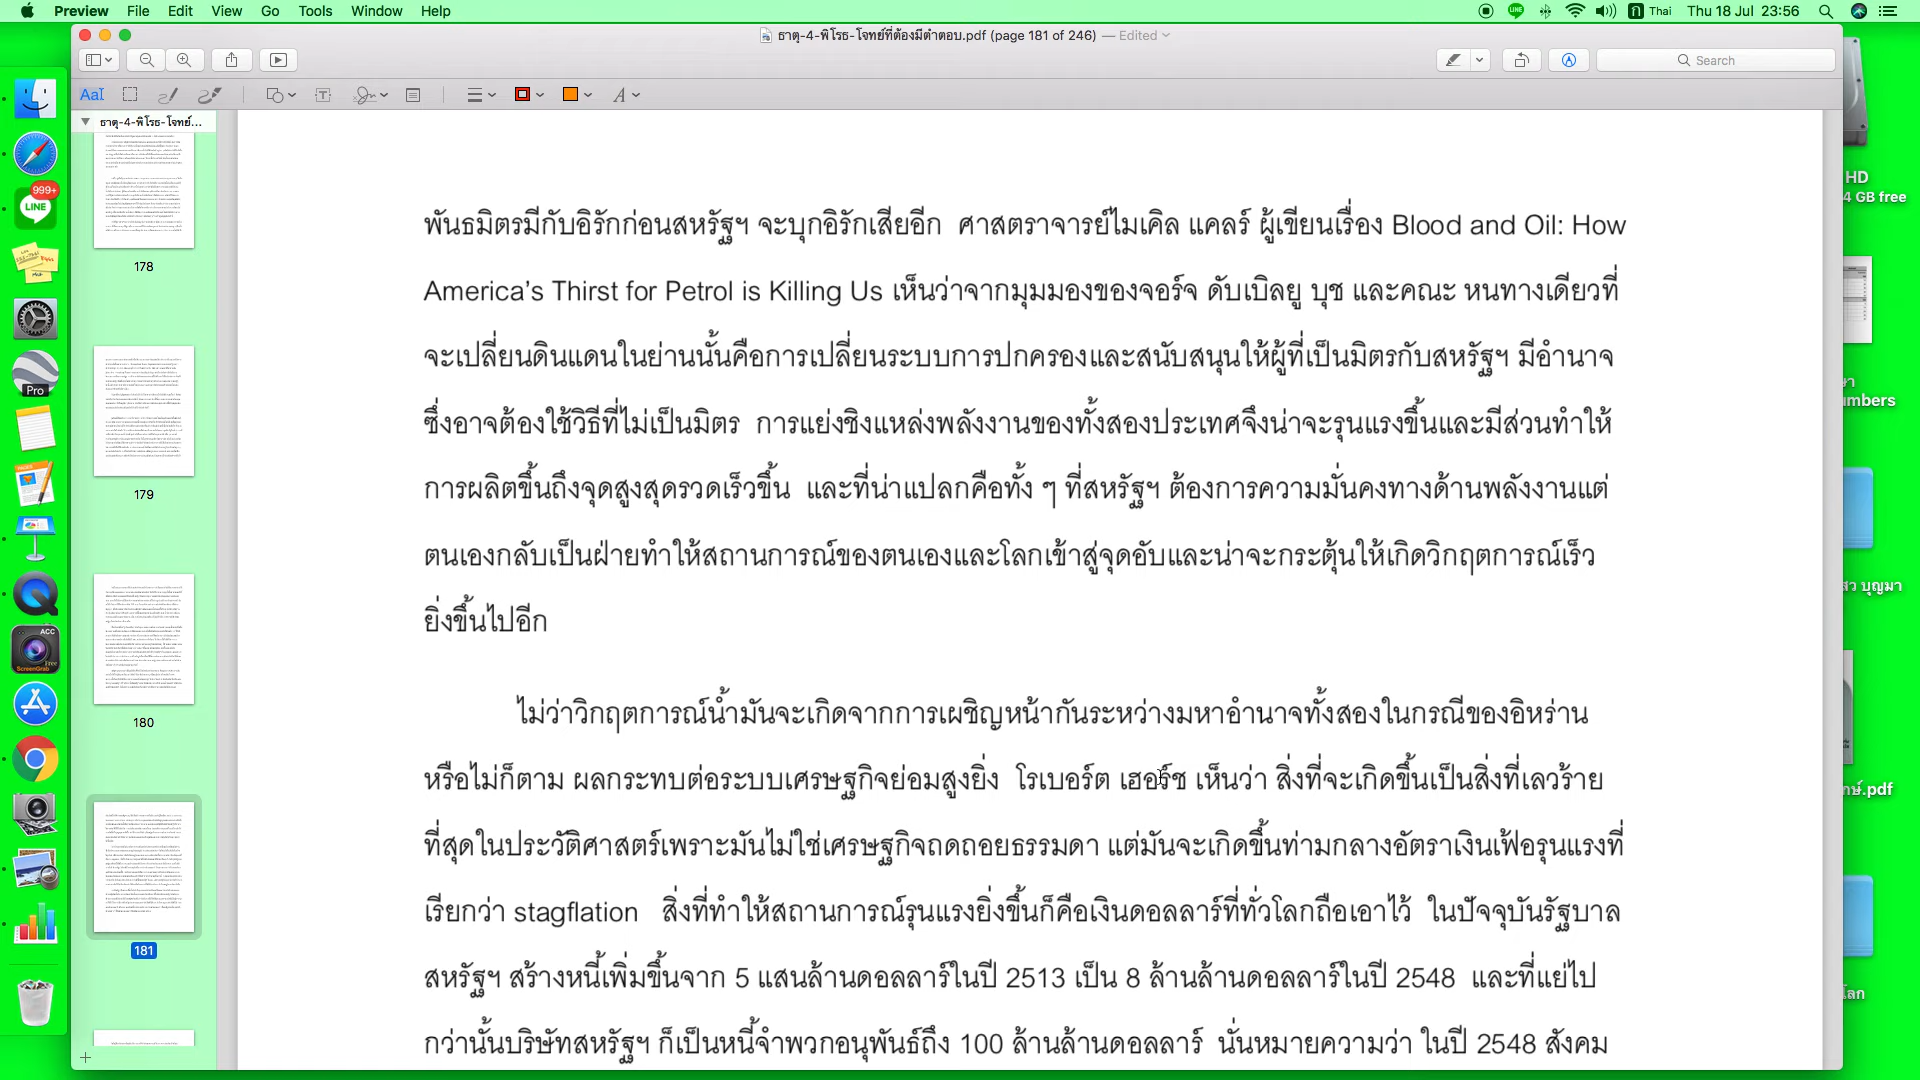 Preview File Edit View Go Tools Window Help
LINE
ก Thai Thu 18 Jul 23:56
ธาตุ-4-พิโรธ-โจทย์ที่ต้องมีคำตอบ.pdf (page 181 of 246) — Edited
Search
AaI
T
A
ธาตุ-4-พิโรธ-โจทย์...
178
179
180
181
999+
LINE
Pro
PAGES
ACC
Free
ScreenGrab
พันธมิตรมีกับอิรักก่อนสหรัฐฯ จะบุกอิรักเสียอีก ศาสตราจารย์ไมเคิล แคลร์ ผู้เขียนเรื่อง Blood and Oil: How
America’s Thirst for Petrol is Killing Us เห็นว่าจากมุมมองของจอร์จ ดับเบิลยู บุช และคณะ หนทางเดียวที่
จะเปลี่ยนดินแดนในย่านนั้นคือการเปลี่ยนระบบการปกครองและสนับสนุนให้ผู้ที่เป็นมิตรกับสหรัฐฯ มีอำนาจ
ซึ่งอาจต้องใช้วิธีที่ไม่เป็นมิตร การแย่งชิงแหล่งพลังงานของทั้งสองประเทศจึงน่าจะรุนแรงขึ้นและมีส่วนทำให้
การผลิตขึ้นถึงจุดสูงสุดรวดเร็วขึ้น และที่น่าแปลกคือทั้ง ๆ ที่สหรัฐฯ ต้องการความมั่นคงทางด้านพลังงานแต่
ตนเองกลับเป็นฝ่ายทำให้สถานการณ์ของตนเองและโลกเข้าสู่จุดอับและน่าจะกระตุ้นให้เกิดวิกฤตการณ์เร็ว
ยิ่งขึ้นไปอีก
ไม่ว่าวิกฤตการณ์น้ำมันจะเกิดจากการเผชิญหน้ากันระหว่างมหาอำนาจทั้งสองในกรณีของอิหร่าน
หรือไม่ก็ตาม ผลกระทบต่อระบบเศรษฐกิจย่อมสูงยิ่ง โรเบอร์ต เฮอร์ช เห็นว่า สิ่งที่จะเกิดขึ้นเป็นสิ่งที่เลวร้าย
ที่สุดในประวัติศาสตร์เพราะมันไม่ใช่เศรษฐกิจถดถอยธรรมดา แต่มันจะเกิดขึ้นท่ามกลางอัตราเงินเฟ้อรุนแรงที่
เรียกว่า stagflation สิ่งที่ทำให้สถานการณ์รุนแรงยิ่งขึ้นก็คือเงินดอลลาร์ที่ทั่วโลกถือเอาไว้ ในปัจจุบันรัฐบาล
สหรัฐฯ สร้างหนี้เพิ่มขึ้นจาก 5 แสนล้านดอลลาร์ในปี 2513 เป็น 8 ล้านล้านดอลลาร์ในปี 2548 และที่แย่ไป
กว่านั้นบริษัทสหรัฐฯ ก็เป็นหนี้จำพวกอนุพันธ์ถึง 100 ล้านล้านดอลลาร์ นั่นหมายความว่า ในปี 2548 สังคม
HD
4 GB free
mbers
สว บุญมา
.pdf
โลก